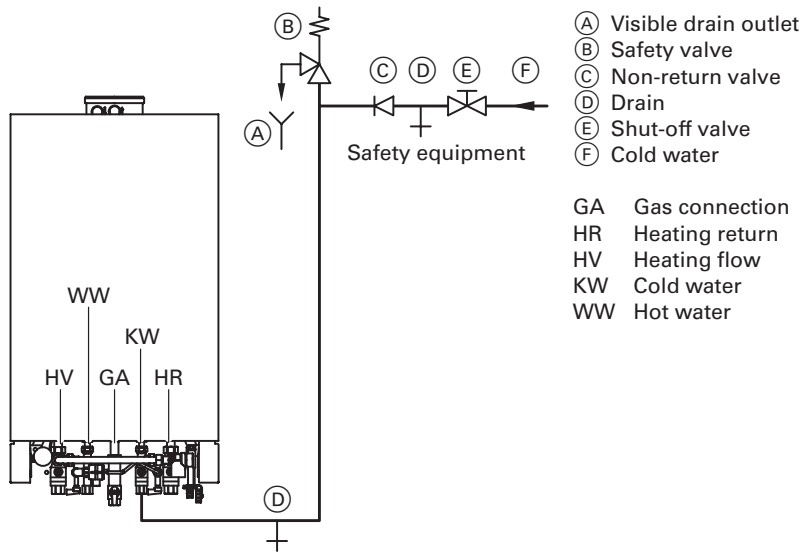 B
C D E F
A
Safety equipment
WW
KW
HV GA HR
D
A Visible drain outlet
B Safety valve
C Non-return valve
D Drain
E Shut-off valve
F Cold water
GA Gas connection
HR Heating return
HV Heating flow
KW Cold water
WW Hot water